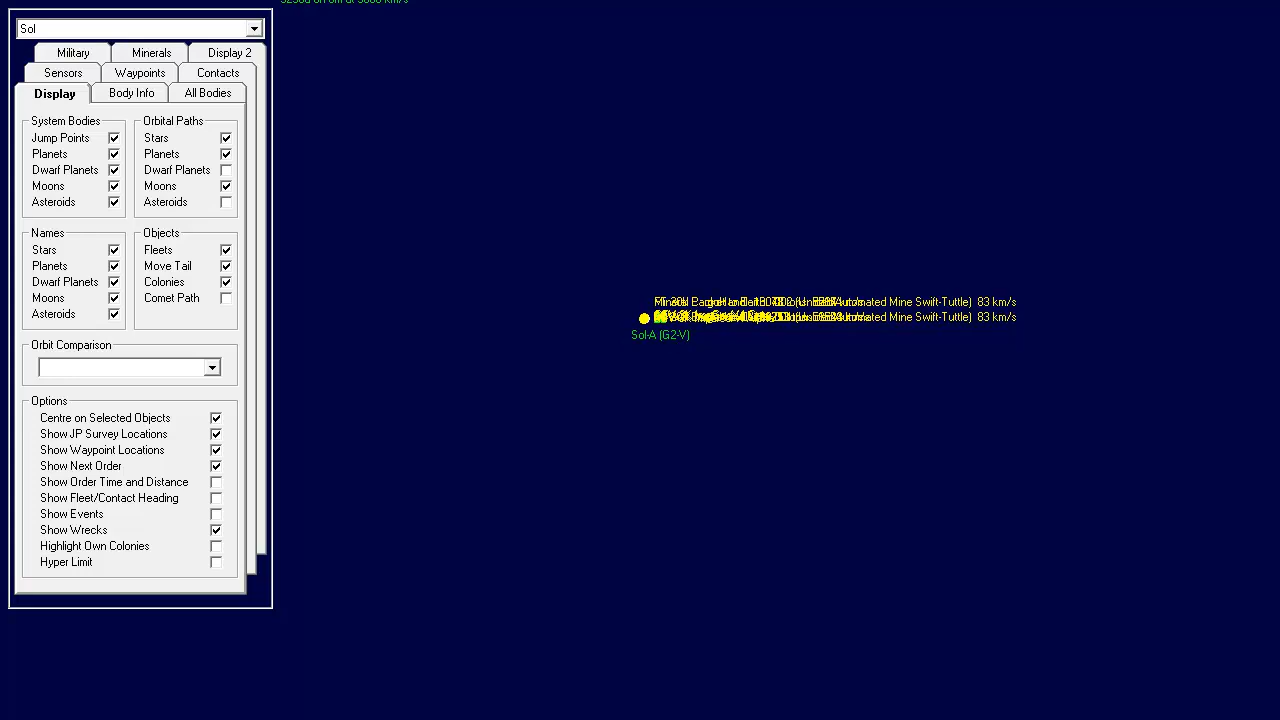 Sol
Military Minerals Display 2
Sensors Waypoints Contacts
Display Body Info All Bodies
System Bodies
Jump Points
Planets
Dwarf Planets
Moons
Asteroids
Orbital Paths
Stars
Planets
Dwarf Planets
Moons
Asteroids
Names
Stars
Planets
Dwarf Planets
Moons
Asteroids
Objects
Fleets
Move Tail
Colonies
Comet Path
Orbit Comparison
Options
Centre on Selected Objects
Show JP Survey Locations
Show Waypoint Locations
Show Next Order
Show Order Time and Distance
Show Fleet/Contact Heading
Show Events
Show Wrecks
Highlight Own Colonies
Hyper Limit
Mine Swift-Tuttle) 83 km/s
Mine Swift-Tuttle) 83 km/s
Sol-A (G2-V)